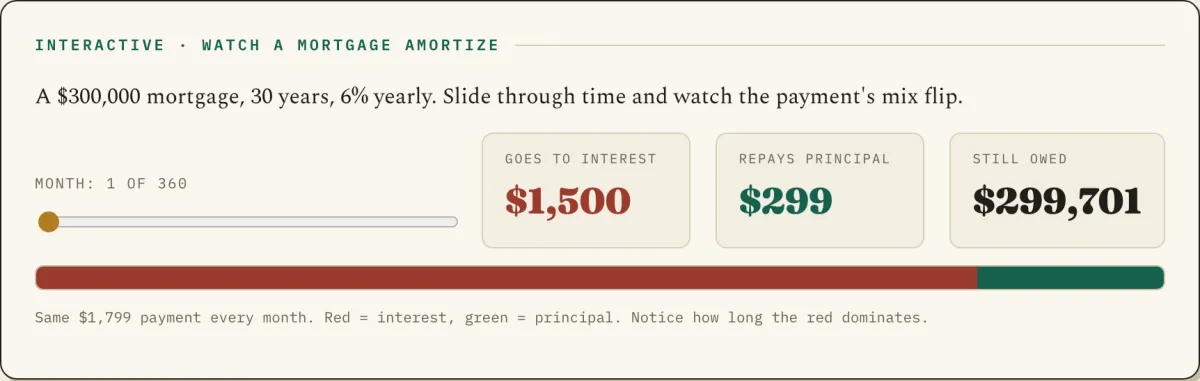 INTERACTIVE · WATCH A MORTGAGE AMORTIZE
A $300,000 mortgage, 30 years, 6% yearly. Slide through time and watch the payment's mix flip.
MONTH: 1 OF 360
GOES TO INTEREST
$1,500
REPAYS PRINCIPAL
$299
STILL OWED
$299,701
Same $1,799 payment every month. Red = interest, green = principal. Notice how long the red dominates.